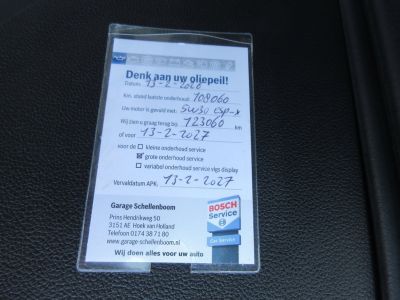 Denk aan uw oliepeil!
Datum: 13-2-2026
Km. stand laatste onderhoud: 108060
Uw motor is gevuld met: 5W30
Wij zien u graag terug bij: 123060 km
of voor 13-2-2027
voor de ☐ kleine onderhoud service
☒ grote onderhoud service
☐ variabel onderhoud service vlgs display
Vervaldatum APK: 13-2-2027
Garage Schellenboom
Prins Hendrikweg 50
3151 AE Hoek van Holland
Telefoon 0174 38 71 80
www.garage-schellenboom.nl
Wij doen alles voor uw auto
BOSCH
Service
Car Service